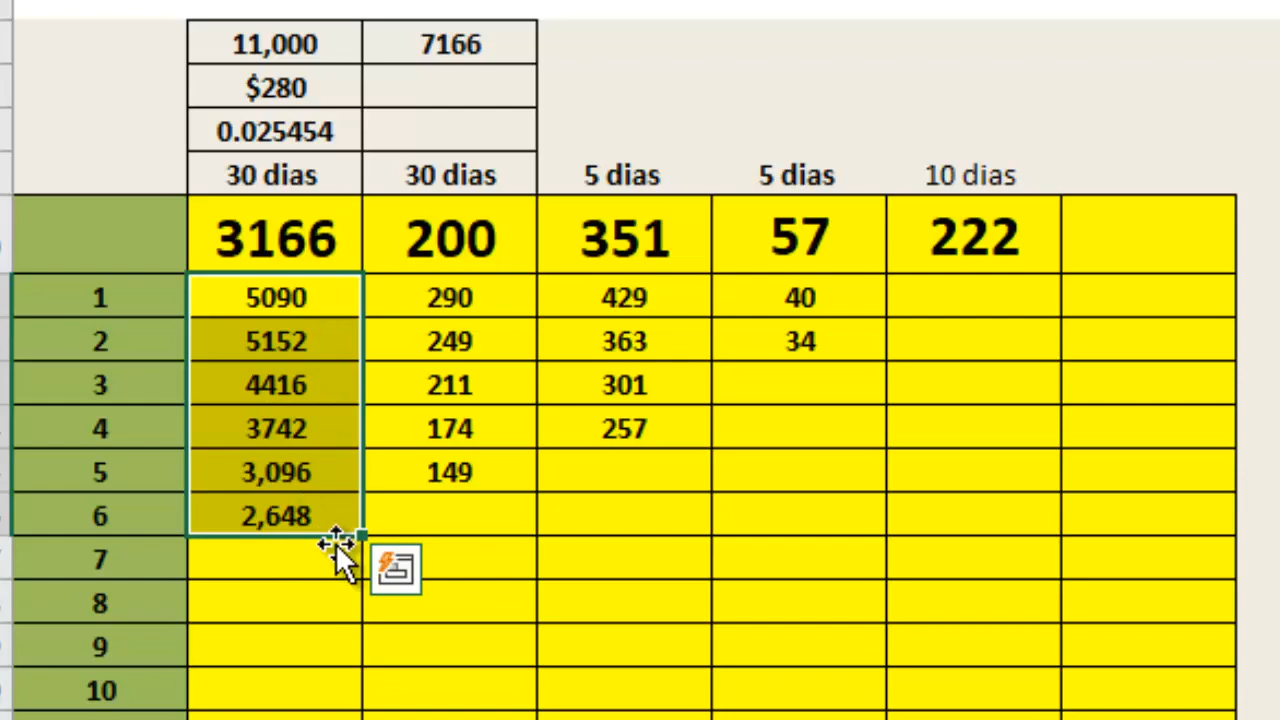 11,000 7166
$280
0.025454
30 dias 30 dias 5 dias 5 dias 10 dias
3166 200 351 57 222
1 5090 290 429 40
2 5152 249 363 34
3 4416 211 301
4 3742 174 257
5 3,096 149
6 2,648
7
8
9
10